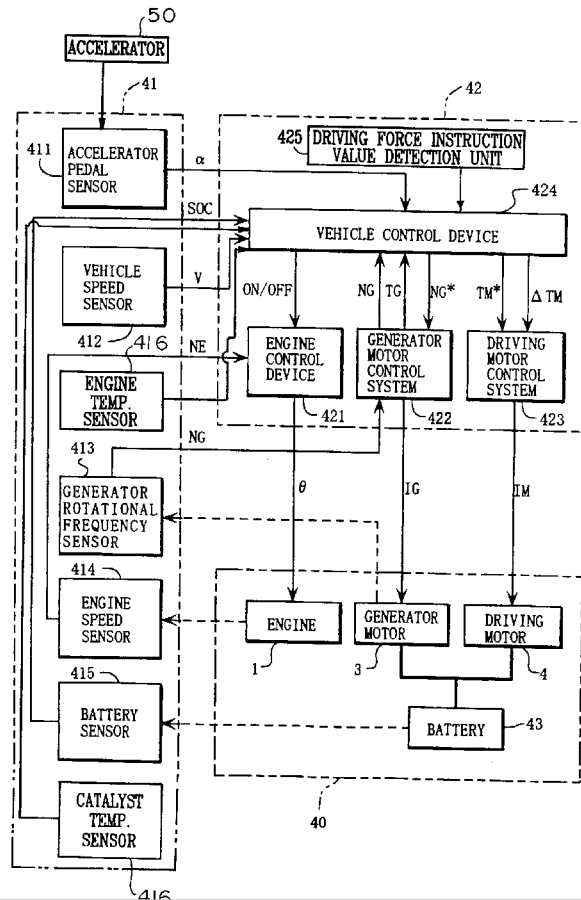 50
ACCELERATOR
41
42
411
ACCELERATOR
PEDAL
SENSOR
α
425
DRIVING FORCE INSTRUCTION
VALUE DETECTION UNIT
424
SOC
VEHICLE CONTROL DEVICE
VEHICLE
SPEED
SENSOR
412
V
ON/OFF
NG
TG
NG*
TM*
Δ TM
416
NE
ENGINE
CONTROL
DEVICE
421
GENERATOR
MOTOR
CONTROL
SYSTEM
422
DRIVING
MOTOR
CONTROL
SYSTEM
423
ENGINE
TEMP.
SENSOR
413
NG
GENERATOR
ROTATIONAL
FREQUENCY
SENSOR
θ
IG
IM
414
ENGINE
SPEED
SENSOR
ENGINE
1
GENERATOR
MOTOR
3
DRIVING
MOTOR
4
415
BATTERY
SENSOR
BATTERY
43
CATALYST
TEMP.
SENSOR
416
40